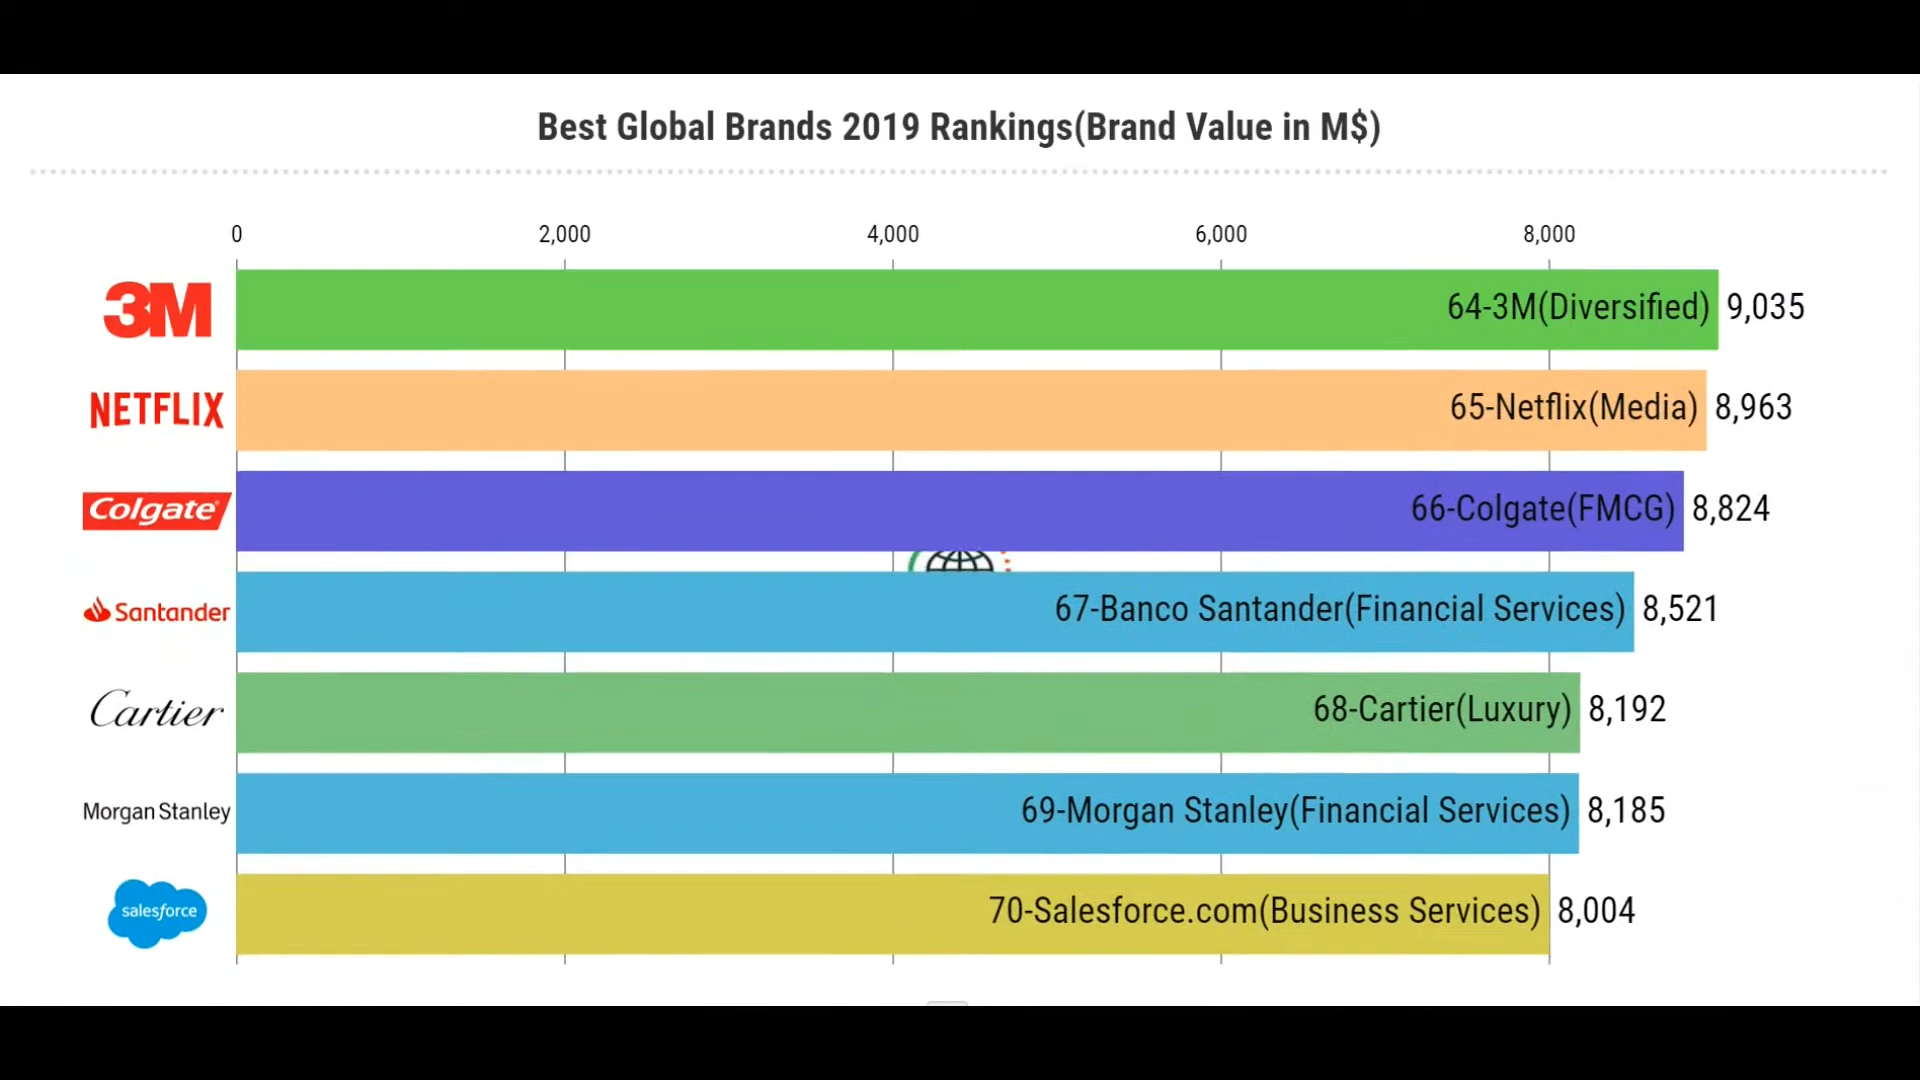 Best Global Brands 2019 Rankings(Brand Value in M$)
0 2,000 4,000 6,000 8,000
3M 64-3M(Diversified) 9,035
NETFLIX 65-Netflix(Media) 8,963
Colgate 66-Colgate(FMCG) 8,824
Santander 67-Banco Santander(Financial Services) 8,521
Cartier 68-Cartier(Luxury) 8,192
Morgan Stanley 69-Morgan Stanley(Financial Services) 8,185
salesforce 70-Salesforce.com(Business Services) 8,004